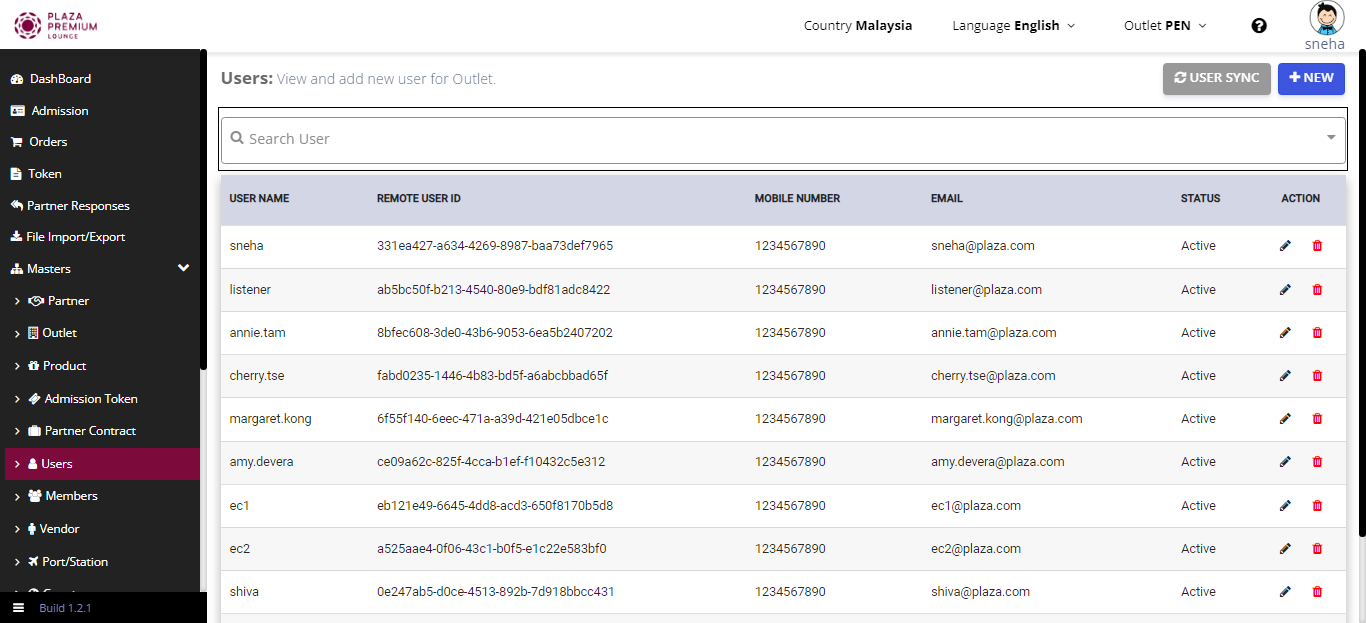 PLAZA
PREMIUM
LOUNGE
Country Malaysia
Language English
Outlet PEN
sneha
DashBoard
Admission
Orders
Token
Partner Responses
File Import/Export
Masters
Partner
Outlet
Product
Admission Token
Partner Contract
Users
Members
Vendor
Port/Station
Build 1.2.1
Users: View and add new user for Outlet.
USER SYNC
+ NEW
Search User
USER NAME REMOTE USER ID MOBILE NUMBER EMAIL STATUS ACTION
sneha 331ea427-a634-4269-8987-baa73def7965 1234567890 sneha@plaza.com Active
listener ab5bc50f-b213-4540-80e9-bdf81adc8422 1234567890 listener@plaza.com Active
annie.tam 8bfec608-3de0-43b6-9053-6ea5b2407202 1234567890 annie.tam@plaza.com Active
cherry.tse fabd0235-1446-4b83-bd5f-a6abcbbad65f 1234567890 cherry.tse@plaza.com Active
margaret.kong 6f55f140-6eec-471a-a39d-421e05dbce1c 1234567890 margaret.kong@plaza.com Active
amy.devera ce09a62c-825f-4cca-b1ef-f10432c5e312 1234567890 amy.devera@plaza.com Active
ec1 eb121e49-6645-4dd8-acd3-650f8170b5d8 1234567890 ec1@plaza.com Active
ec2 a525aae4-0f06-43c1-b0f5-e1c22e583bf0 1234567890 ec2@plaza.com Active
shiva 0e247ab5-d0ce-4513-892b-7d918bbcc431 1234567890 shiva@plaza.com Active